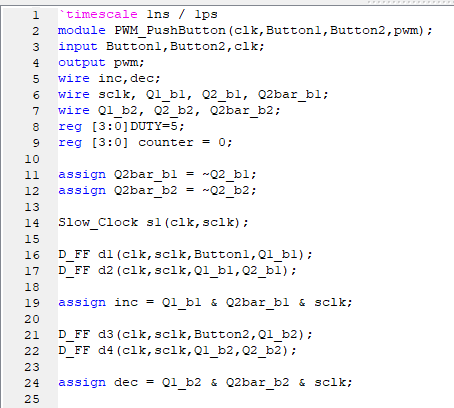 1 `timescale 1ns / 1ps
2 module PWM_PushButton(clk,Button1,Button2,pwm);
3 input Button1,Button2,clk;
4 output pwm;
5 wire inc,dec;
6 wire sclk, Q1_b1, Q2_b1, Q2bar_b1;
7 wire Q1_b2, Q2_b2, Q2bar_b2;
8 reg [3:0]DUTY=5;
9 reg [3:0] counter = 0;
10
11 assign Q2bar_b1 = ~Q2_b1;
12 assign Q2bar_b2 = ~Q2_b2;
13
14 Slow_Clock s1(clk,sclk);
15
16 D_FF d1(clk,sclk,Button1,Q1_b1);
17 D_FF d2(clk,sclk,Q1_b1,Q2_b1);
18
19 assign inc = Q1_b1 & Q2bar_b1 & sclk;
20
21 D_FF d3(clk,sclk,Button2,Q1_b2);
22 D_FF d4(clk,sclk,Q1_b2,Q2_b2);
23
24 assign dec = Q1_b2 & Q2bar_b2 & sclk;
25